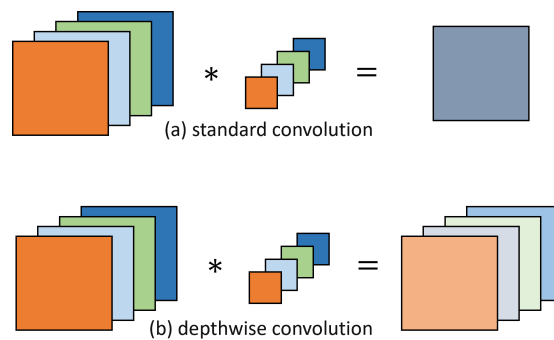 * =
(a) standard convolution
* =
(b) depthwise convolution